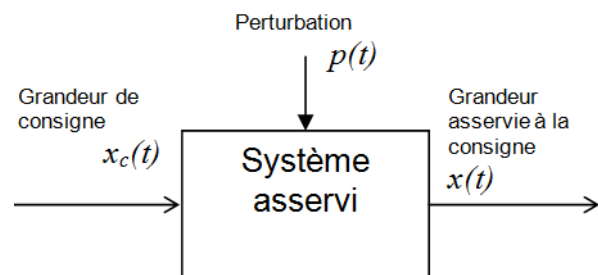 Perturbation
p(t)
Grandeur de
consigne
x_c(t)
Système
asservi
Grandeur
asservie à la
consigne
x(t)